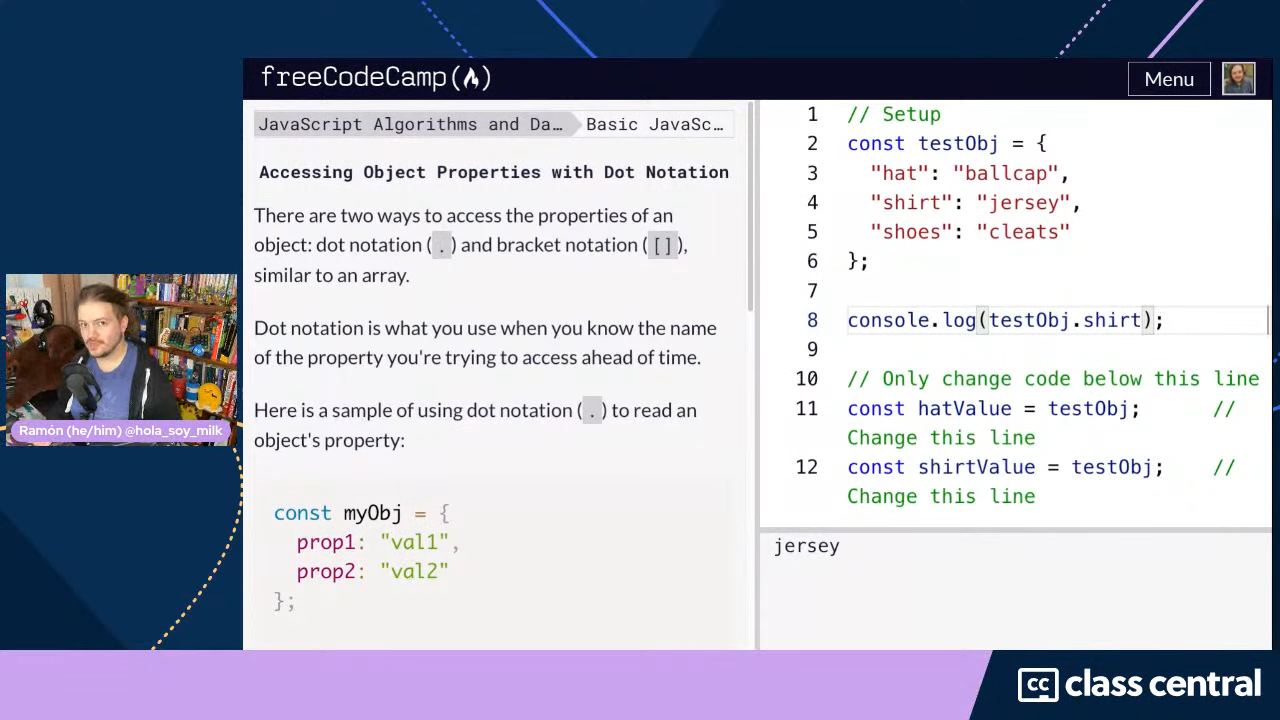 freeCodeCamp(🔥)
Menu
JavaScript Algorithms and Da…
Basic JavaSc…
Accessing Object Properties with Dot Notation
There are two ways to access the properties of an
object: dot notation ( . ) and bracket notation ( [] ),
similar to an array.
Dot notation is what you use when you know the name
of the property you're trying to access ahead of time.
Here is a sample of using dot notation ( . ) to read an
object's property:
const myObj = {
prop1: "val1",
prop2: "val2"
};
1 // Setup
2 const testObj = {
3 "hat": "ballcap",
4 "shirt": "jersey",
5 "shoes": "cleats"
6 };
7
8 console.log(testObj.shirt);
9
10 // Only change code below this line
11 const hatValue = testObj; //
Change this line
12 const shirtValue = testObj; //
Change this line
jersey
Ramón (he/him) @hola_soy_milk
cc class central